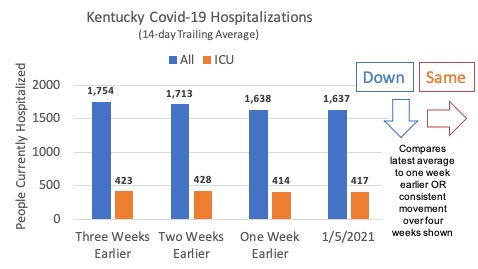 Kentucky Covid-19 Hospitalizations
(14-day Trailing Average)
All ICU
People Currently Hospitalized
2000
1500
1000
500
0
1,754
423
1,713
428
1,638
414
1,637
417
Three Weeks
Earlier
Two Weeks
Earlier
One Week
Earlier
1/5/2021
Down
Same
Compares
latest average
to one week
earlier OR
consistent
movement
over four
weeks shown